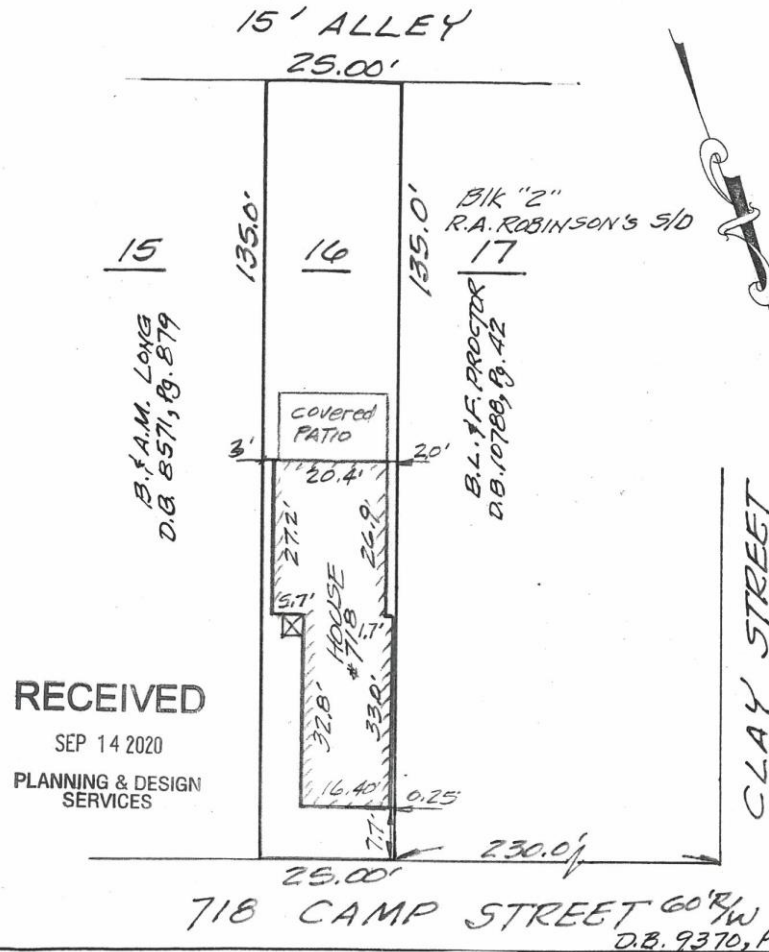 15' ALLEY
25.00'
135.0'
135.0'
15
16
17
Blk "2"
R.A. ROBINSON'S S/D
B. & A.M. LONG
D.B. 8571, Pg. 879
B.L. & F. PROCTOR
D.B. 10788, Pg. 42
covered
PATIO
3'
20.4'
27.2'
26.9'
5.7'
1.7'
HOUSE
#718
32.8'
33.0'
16.40'
0.25'
7.7'
RECEIVED
SEP 14 2020
PLANNING & DESIGN
SERVICES
CLAY STREET
230.0'
25.00'
718 CAMP STREET 60' R/W
D.B. 9370, P